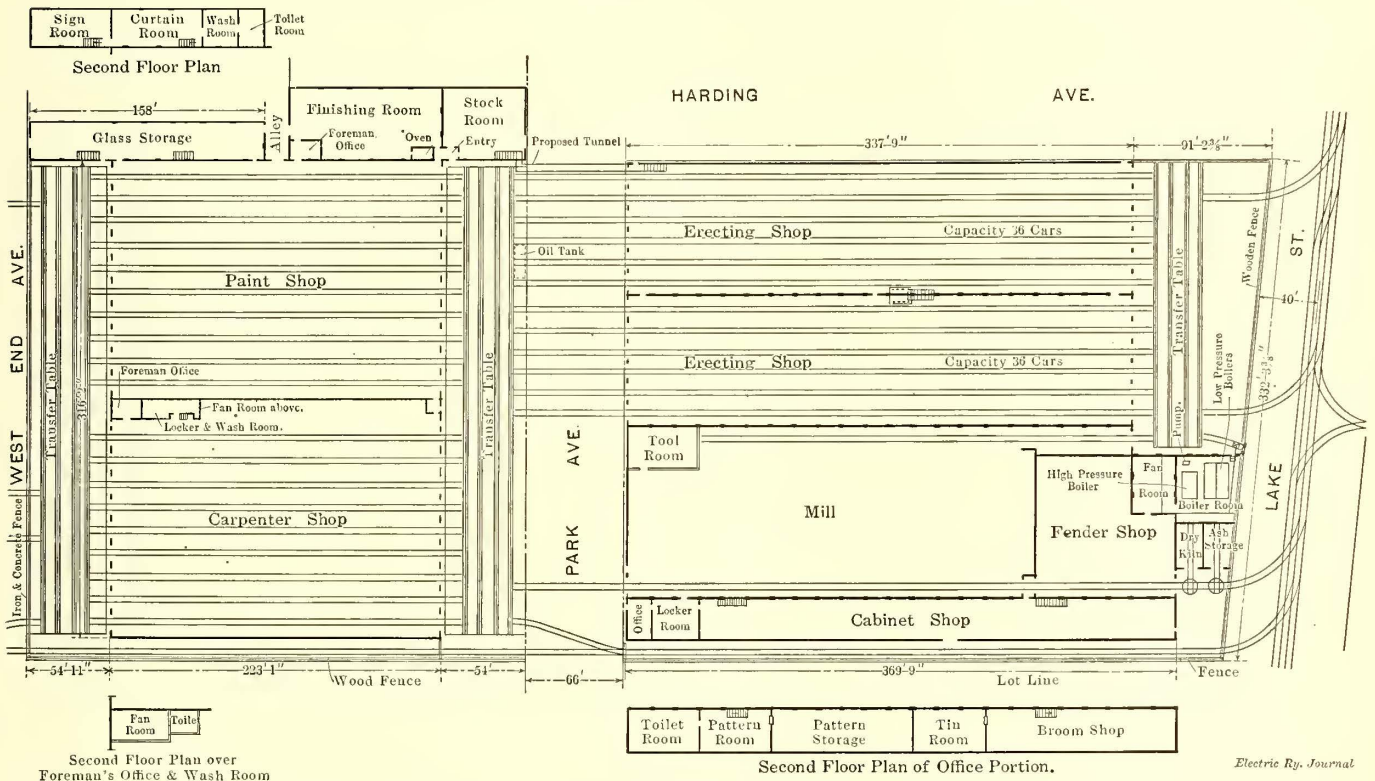 Sign Room
Curtain Room
Wash Room
Toilet Room
Second Floor Plan
HARDING AVE.
158'
Glass Storage
Alley
Finishing Room
Foreman Office
Oven
Stock Room
Entry
Proposed Tunnel
337'-9"
91'-2⅜"
WEST END AVE.
Transfer Table
Paint Shop
Transfer Table
Oil Tank
Erecting Shop
Capacity 36 Cars
Transfer Table
Wooden Fence
LAKE ST.
40'
332'-3⅜"
Erecting Shop
Capacity 36 Cars
Low Pressure Boilers
Pump.
Foreman Office
Fan Room above.
Locker & Wash Room.
PARK AVE.
Tool Room
Mill
High Pressure Boiler
Fan Room
Boiler Room
Carpenter Shop
Fender Shop
Dry Kiln
Ash Storage
Iron & Concrete Fence
Office
Locker Room
Cabinet Shop
54'-11"
223'-1"
54'
66'
369'-9"
Wood Fence
Lot Line
Fence
Fan Room
Toilet
Second Floor Plan over
Foreman's Office & Wash Room
Toilet Room
Pattern Room
Pattern Storage
Tin Room
Broom Shop
Second Floor Plan of Office Portion.
Electric Ry. Journal